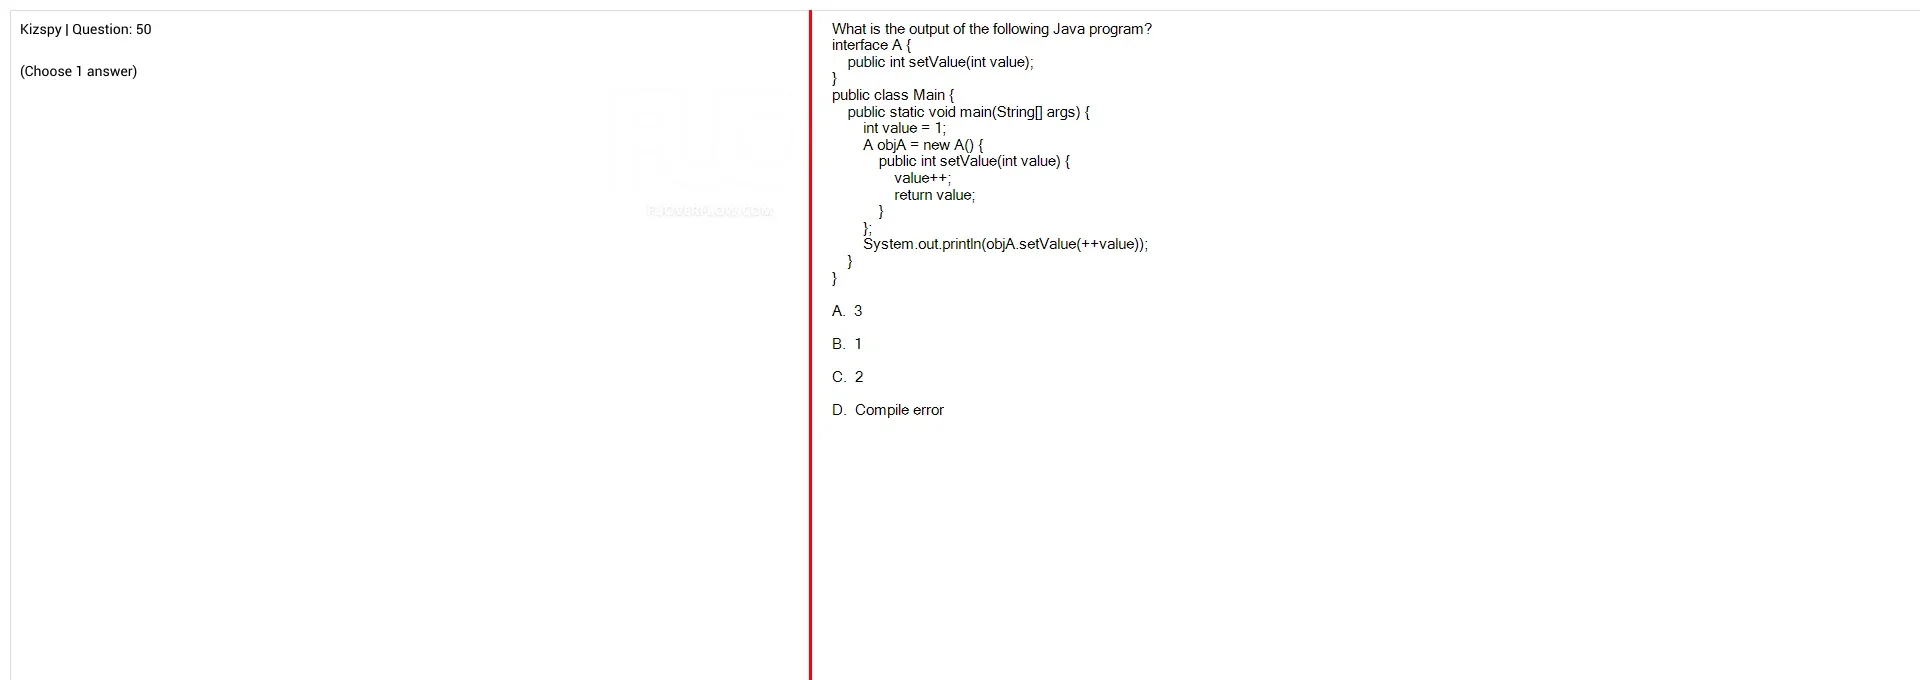 Kizspy | Question: 50
(Choose 1 answer)
FUOVERFLOW.COM
What is the output of the following Java program?
interface A {
public int setValue(int value);
}
public class Main {
public static void main(String[] args) {
int value = 1;
A objA = new A() {
public int setValue(int value) {
value++;
return value;
}
};
System.out.println(objA.setValue(++value));
}
}
A. 3
B. 1
C. 2
D. Compile error